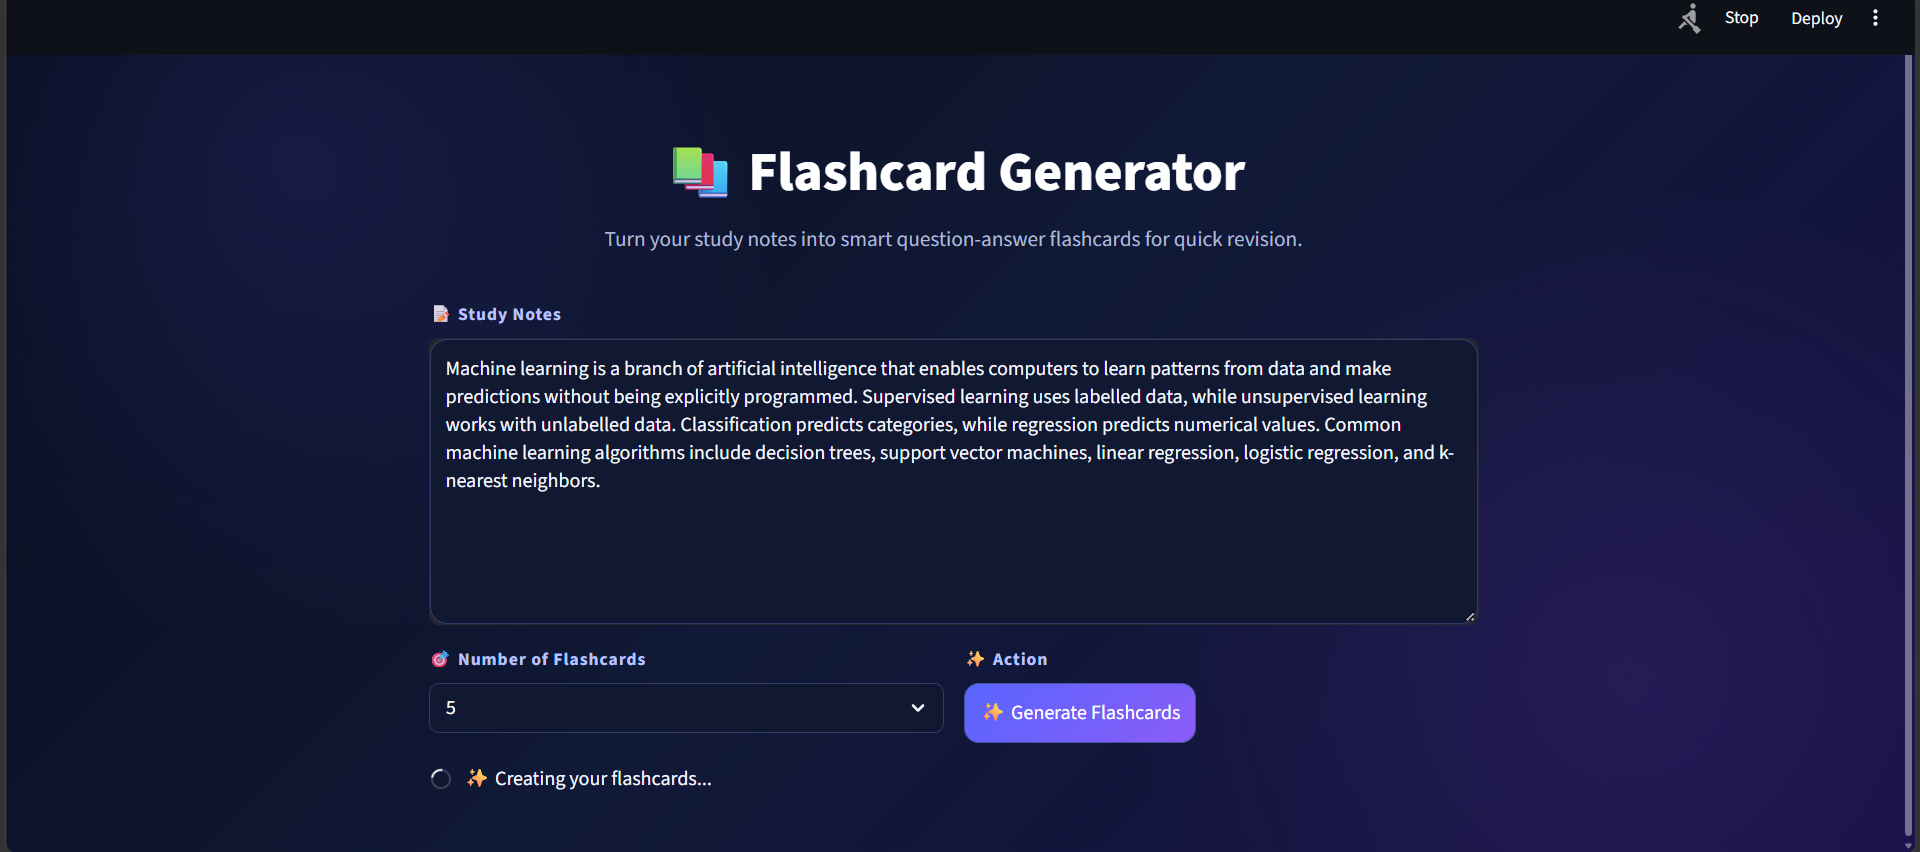 Stop Deploy
Flashcard Generator
Turn your study notes into smart question-answer flashcards for quick revision.
Study Notes
Machine learning is a branch of artificial intelligence that enables computers to learn patterns from data and make
predictions without being explicitly programmed. Supervised learning uses labelled data, while unsupervised learning
works with unlabelled data. Classification predicts categories, while regression predicts numerical values. Common
machine learning algorithms include decision trees, support vector machines, linear regression, logistic regression, and k-
nearest neighbors.
Number of Flashcards
5
Action
Generate Flashcards
Creating your flashcards...